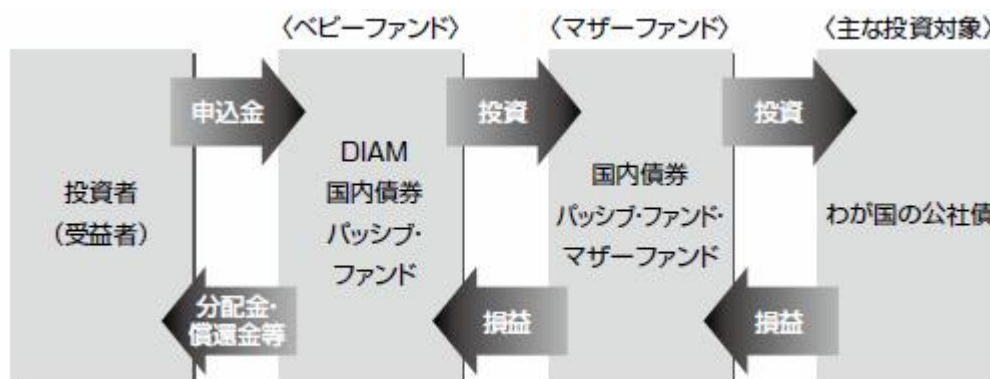 〈ベビーファンド〉
〈マザーファンド〉
〈主な投資対象〉
申込金
投資
投資
投資者
（受益者）
DIAM
国内債券
パッシブ・
ファンド
国内債券
パッシブ・ファンド・
マザーファンド
わが国の公社債
分配金・
償還金等
損益
損益